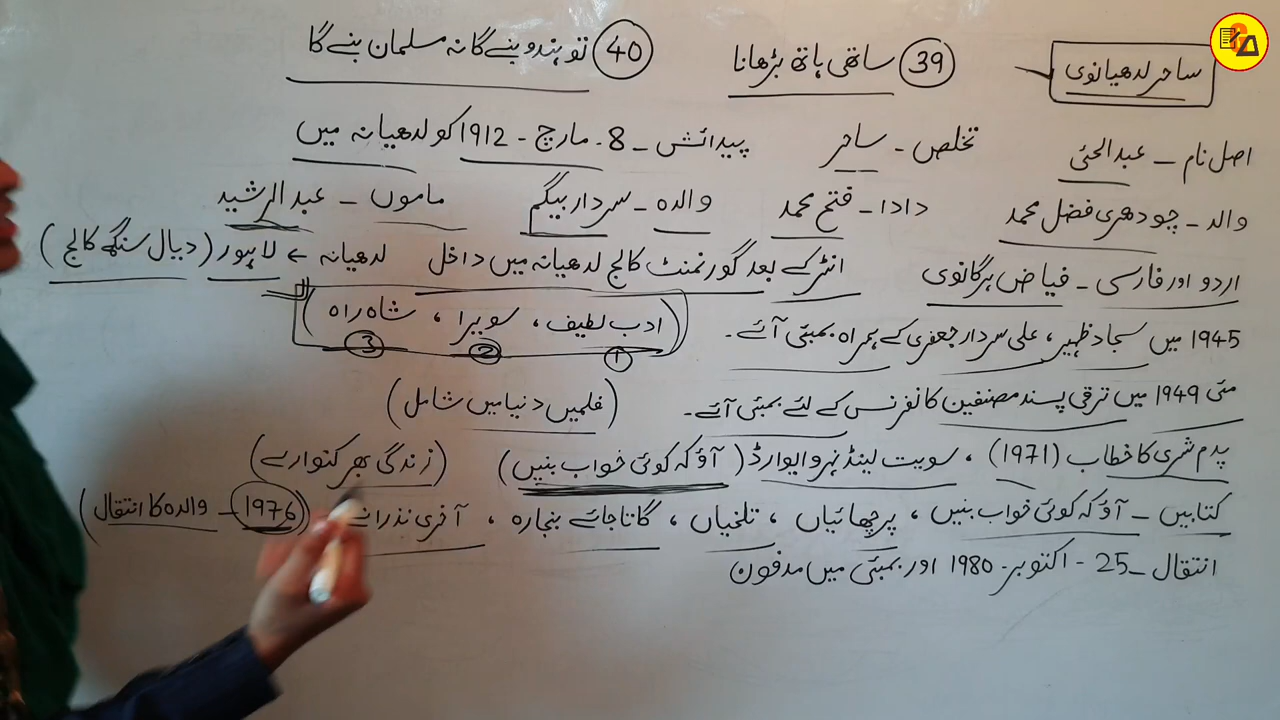 ساحر لدھیانوی
39 ساتھی ہاتھ بڑھانا
40 تو ہندو بنے گا نہ مسلمان بنے گا
اصل نام – عبدالحئی تخلص – ساحر پیدائش – 8 - مارچ - 1912 کو لدھیانہ میں
والد – چودھری فضل محمد دادا – فتح محمد والدہ – سردار بیگم ماموں – عبدالرشید
اردو اور فارسی – فیاض ہرگانوی انٹر کے بعد گورنمنٹ کالج لدھیانہ میں داخل لدھیانہ ← لاہور (دیال سنگھ کالج)
1945 میں سجاد ظہیر، علی سردار جعفری کے ہمراہ بمبئی آئے۔ (ادب لطیف، سویرا، شاہ راہ)
1 2 3
مئی 1949 میں ترقی پسند مصنفین کانفرنس کے لئے بمبئی آئے۔ (فلمیں دنیا میں شامل)
پدم شری کا خطاب (1971)، سویت لینڈ نہرو ایوارڈ (آؤ کہ کوئی خواب بنیں) (زندگی بھر کنوارے)
کتابیں – آؤ کہ کوئی خواب بنیں، پرچھائیاں، تلخیاں، گاتا جائے بنجارہ، (1976 – والدہ کا انتقال)
انتقال – 25 - اکتوبر - 1980 اور بمبئی میں مدفون